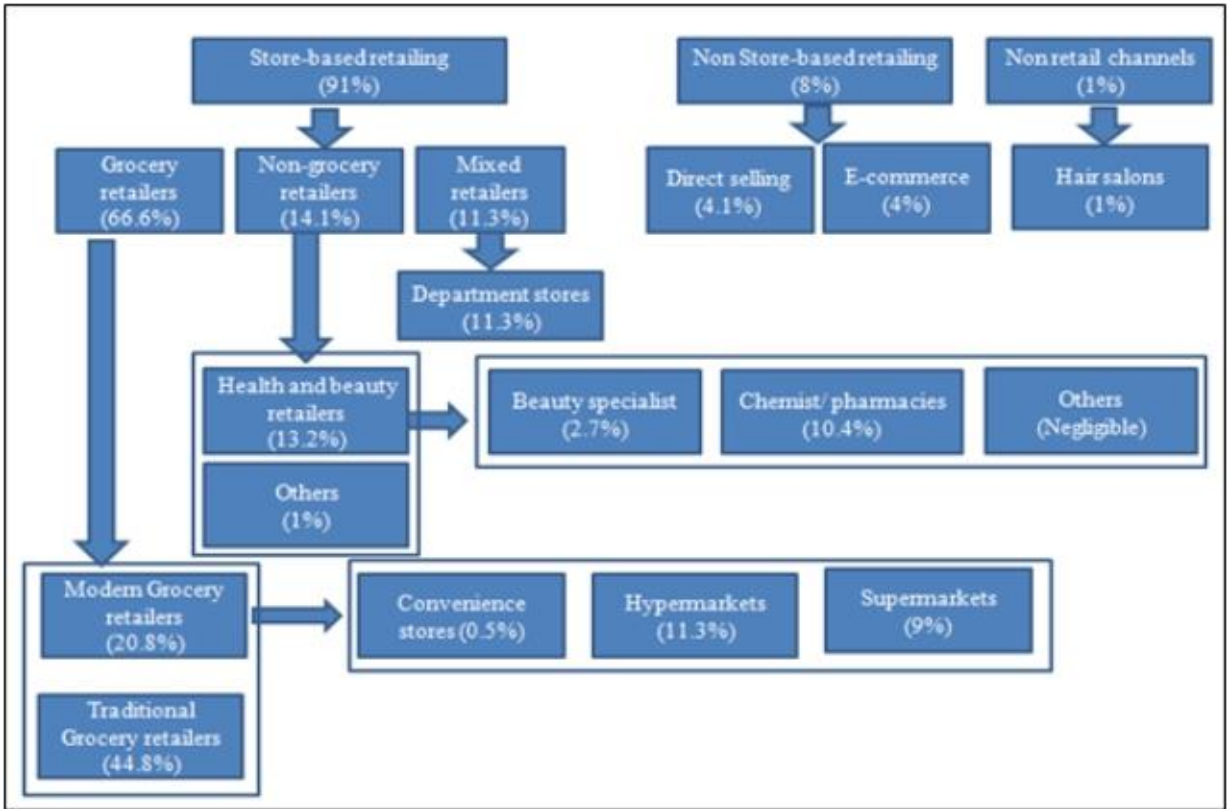 Store-based retailing
(91%)
Non Store-based retailing
(8%)
Non retail channels
(1%)
Grocery
retailers
(66.6%)
Non-grocery
retailers
(14.1%)
Mixed
retailers
(11.3%)
Direct selling
(4.1%)
E-commerce
(4%)
Hair salons
(1%)
Department stores
(11.3%)
Health and beauty
retailers
(13.2%)
Beauty specialist
(2.7%)
Chemist/ pharmacies
(10.4%)
Others
(Negligible)
Others
(1%)
Modern Grocery
retailers
(20.8%)
Convenience
stores (0.5%)
Hypermarkets
(11.3%)
Supermarkets
(9%)
Traditional
Grocery retailers
(44.8%)